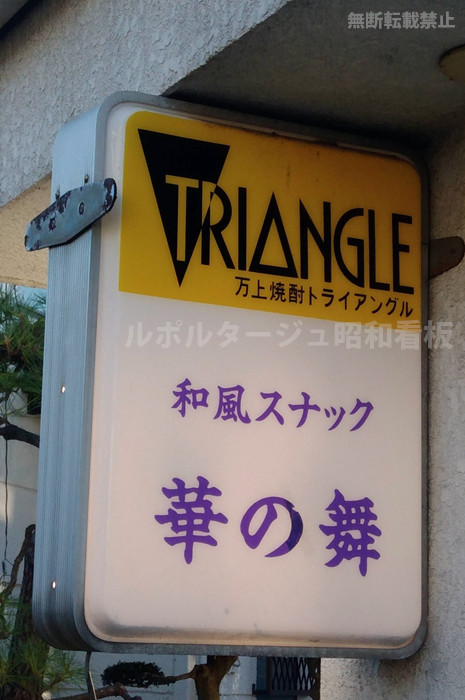 無断転載禁止
TRIANGLE
万上焼酎トライアングル
ルポルタージュ昭和看板
和風スナック
華の舞